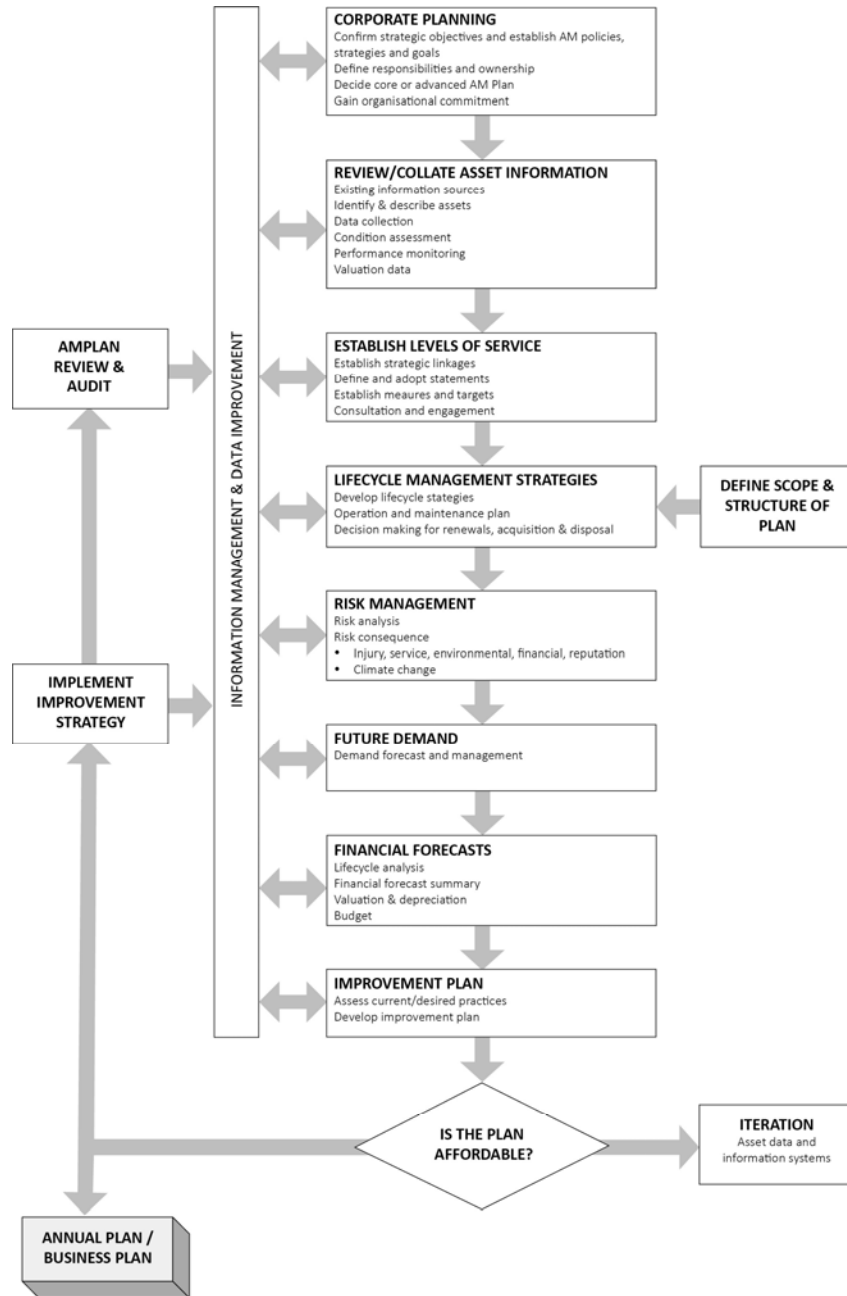 CORPORATE PLANNING
Confirm strategic objectives and establish AM policies,
strategies and goals
Define responsibilities and ownership
Decide core or advanced AM Plan
Gain organisational commitment
REVIEW/COLLATE ASSET INFORMATION
Existing information sources
Identify & describe assets
Data collection
Condition assessment
Performance monitoring
Valuation data
INFORMATION MANAGEMENT & DATA IMPROVEMENT
AMPLAN
REVIEW &
AUDIT
ESTABLISH LEVELS OF SERVICE
Establish strategic linkages
Define and adopt statements
Establish meaures and targets
Consultation and engagement
LIFECYCLE MANAGEMENT STRATEGIES
Develop lifecycle stategies
Operation and maintenance plan
Decision making for renewals, acquisition & disposal
DEFINE SCOPE &
STRUCTURE OF
PLAN
RISK MANAGEMENT
Risk analysis
Risk consequence
• Injury, service, environmental, financial, reputation
• Climate change
IMPLEMENT
IMPROVEMENT
STRATEGY
FUTURE DEMAND
Demand forecast and management
FINANCIAL FORECASTS
Lifecycle analysis
Financial forecast summary
Valuation & depreciation
Budget
IMPROVEMENT PLAN
Assess current/desired practices
Develop improvement plan
IS THE PLAN
AFFORDABLE?
ITERATION
Asset data and
information systems
ANNUAL PLAN /
BUSINESS PLAN